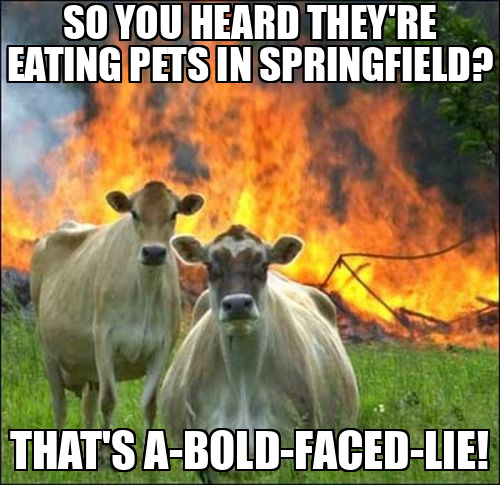 SO YOU HEARD THEY'RE
EATING PETS IN SPRINGFIELD?
THAT'S A-BOLD-FACED-LIE!